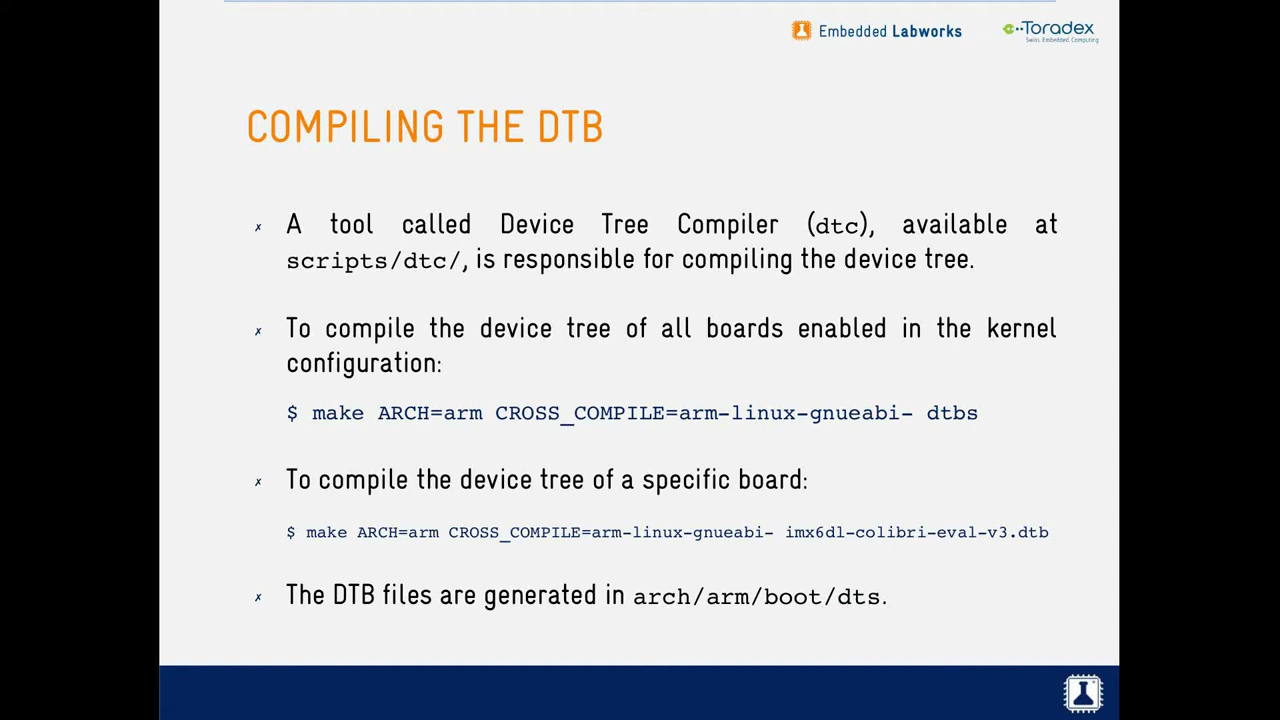 Embedded Labworks
Toradex
Swiss. Embedded. Computing.
COMPILING THE DTB
✗ A tool called Device Tree Compiler (dtc), available at
scripts/dtc/, is responsible for compiling the device tree.
✗ To compile the device tree of all boards enabled in the kernel
configuration:
$ make ARCH=arm CROSS_COMPILE=arm-linux-gnueabi- dtbs
✗ To compile the device tree of a specific board:
$ make ARCH=arm CROSS_COMPILE=arm-linux-gnueabi- imx6dl-colibri-eval-v3.dtb
✗ The DTB files are generated in arch/arm/boot/dts.